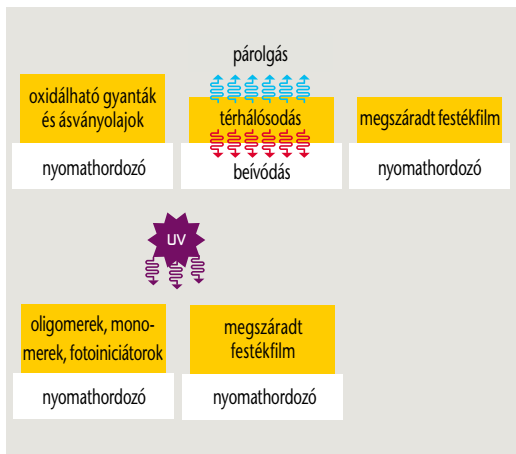 párolgás
oxidálható gyanták
és ásványolajok
térhálósodás
megszáradt festékfilm
nyomathordozó
beívódás
nyomathordozó
UV
oligomerek, mono-
merek, fotoiniciátorok
megszáradt
festékfilm
nyomathordozó
nyomathordozó